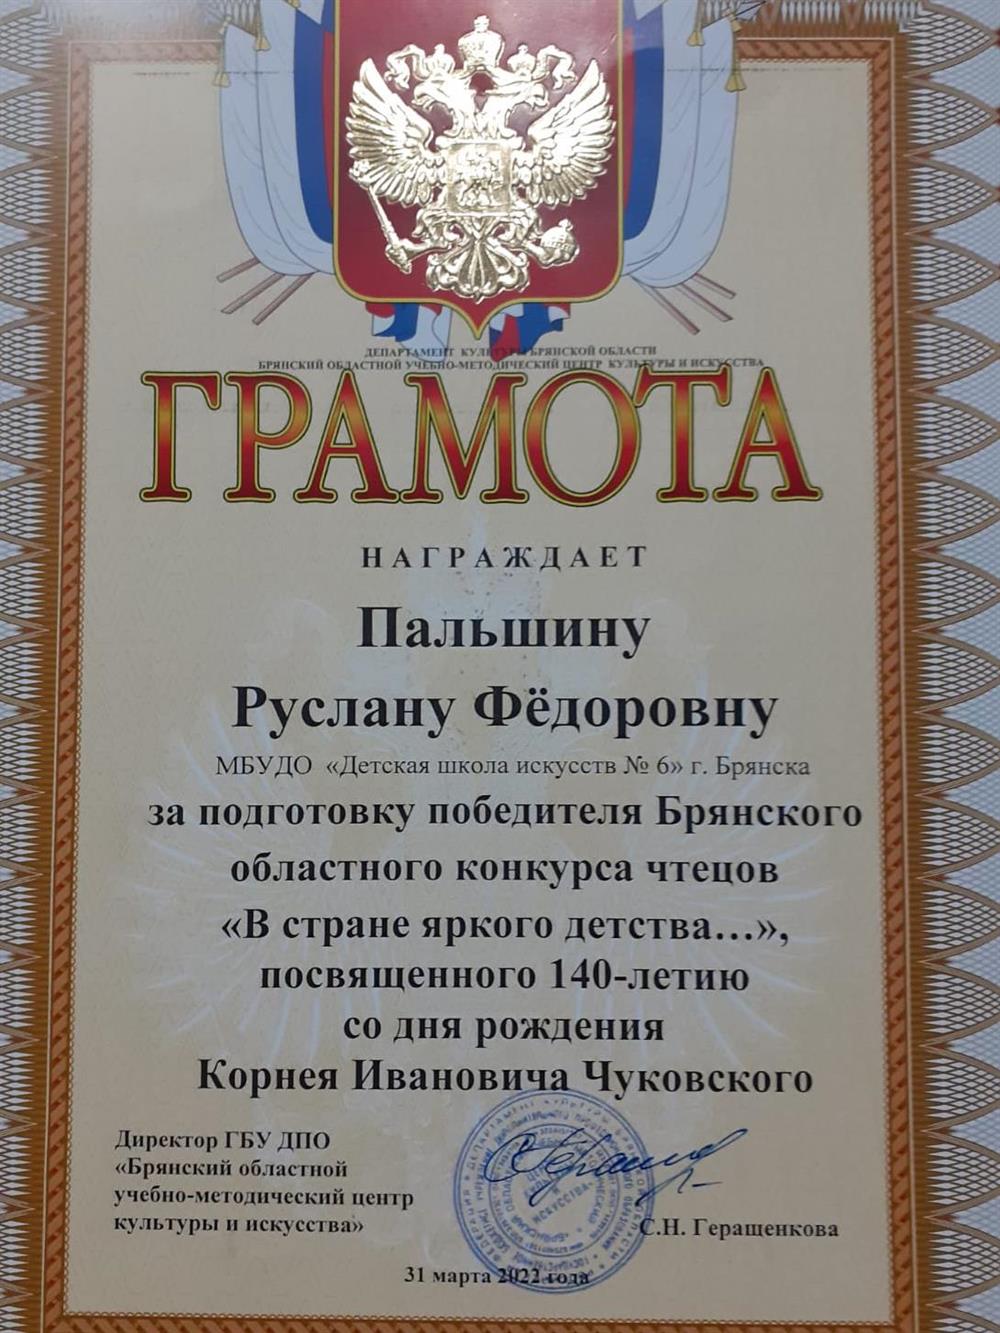 ДЕПАРТАМЕНТ КУЛЬТУРЫ БРЯНСКОЙ ОБЛАСТИ
БРЯНСКИЙ ОБЛАСТНОЙ УЧЕБНО-МЕТОДИЧЕСКИЙ ЦЕНТР КУЛЬТУРЫ И ИСКУССТВА
ГРАМОТА
НАГРАЖДАЕТ
Пальшину
Руслану Фёдоровну
МБУДО «Детская школа искусств № 6» г. Брянска
за подготовку победителя Брянского
областного конкурса чтецов
«В стране яркого детства…»,
посвященного 140-летию
со дня рождения
Корнея Ивановича Чуковского
Директор ГБУ ДПО
«Брянский областной
учебно-методический центр
культуры и искусства»
С.Н. Геращенкова
31 марта 2022 года